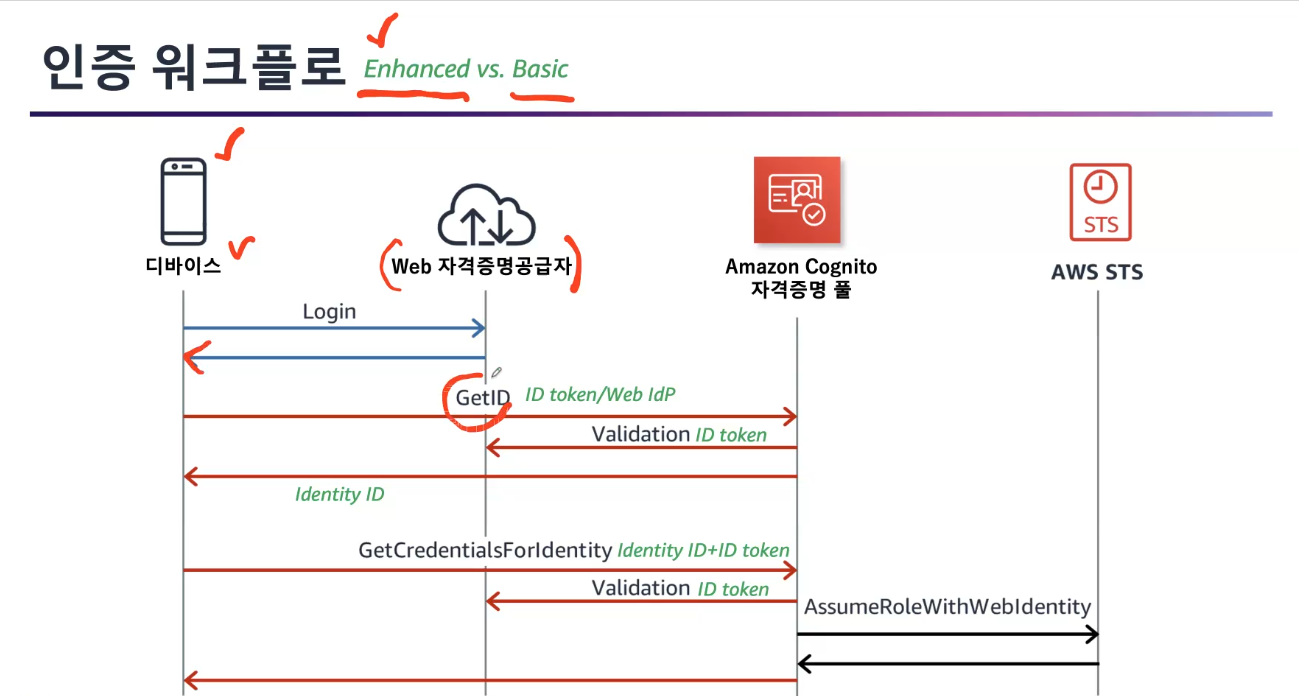 인증 워크플로 Enhanced vs. Basic
STS
디바이스
Web 자격증명공급자
Amazon Cognito
자격증명 풀
AWS STS
Login
GetID ID token/Web IdP
Validation ID token
Identity ID
GetCredentialsForIdentity Identity ID+ID token
Validation ID token
AssumeRoleWithWebIdentity